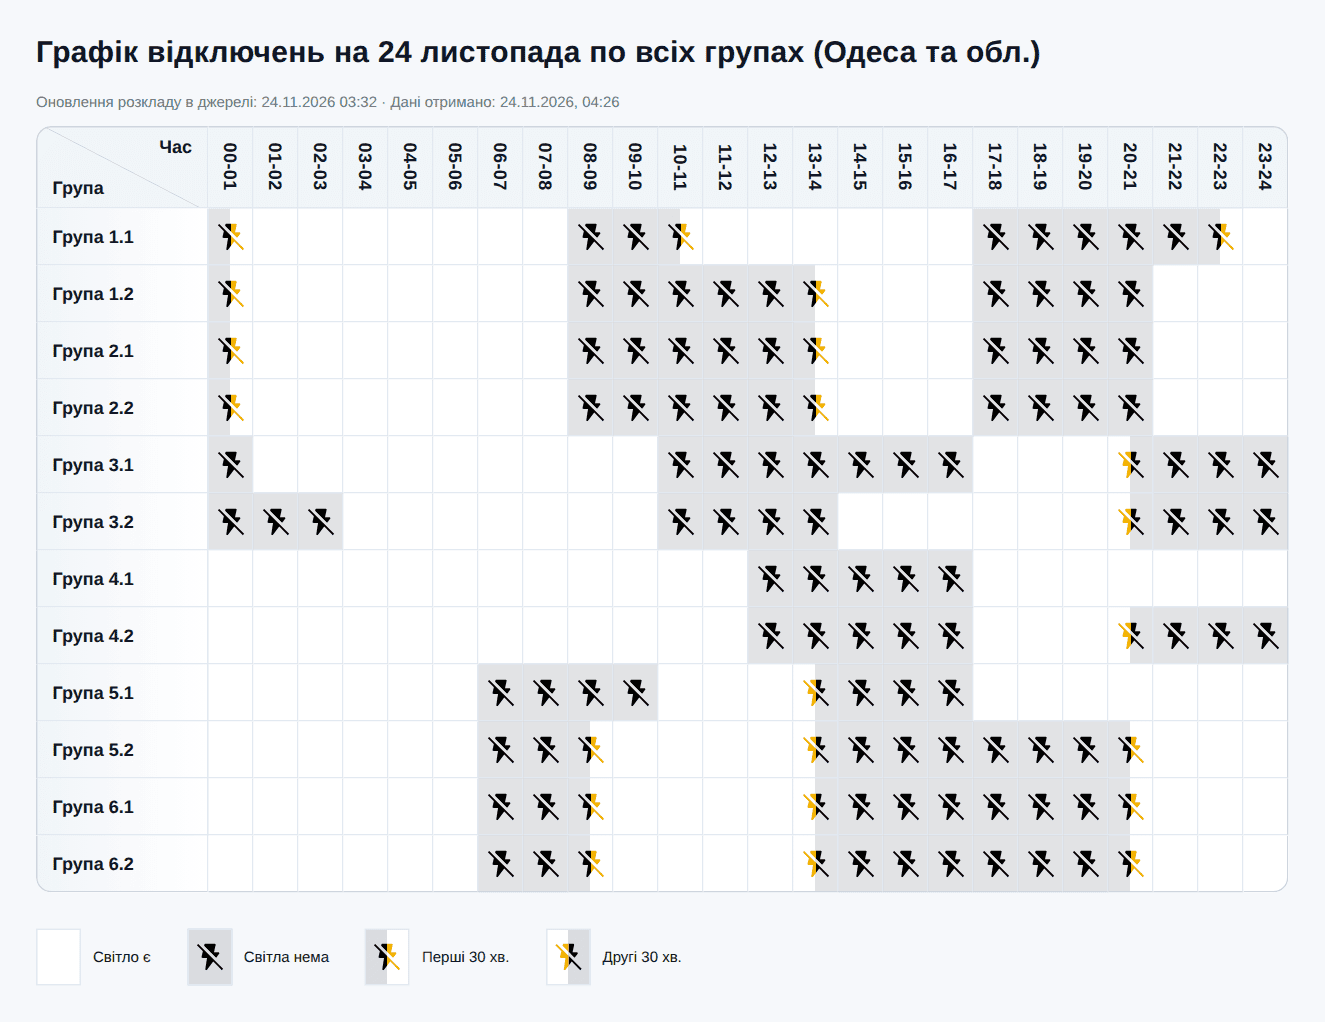 Графік відключень на 24 листопада по всіх групах (Одеса та обл.)
Оновлення розкладу в джерелі: 24.11.2026 03:32 · Дані отримано: 24.11.2026, 04:26
Час
Група
00-01 01-02 02-03 03-04 04-05 05-06 06-07 07-08 08-09 09-10 10-11 11-12 12-13 13-14 14-15 15-16 16-17 17-18 18-19 19-20 20-21 21-22 22-23 23-24
Група 1.1
Група 1.2
Група 2.1
Група 2.2
Група 3.1
Група 3.2
Група 4.1
Група 4.2
Група 5.1
Група 5.2
Група 6.1
Група 6.2
Світло є Світла нема Перші 30 хв. Другі 30 хв.